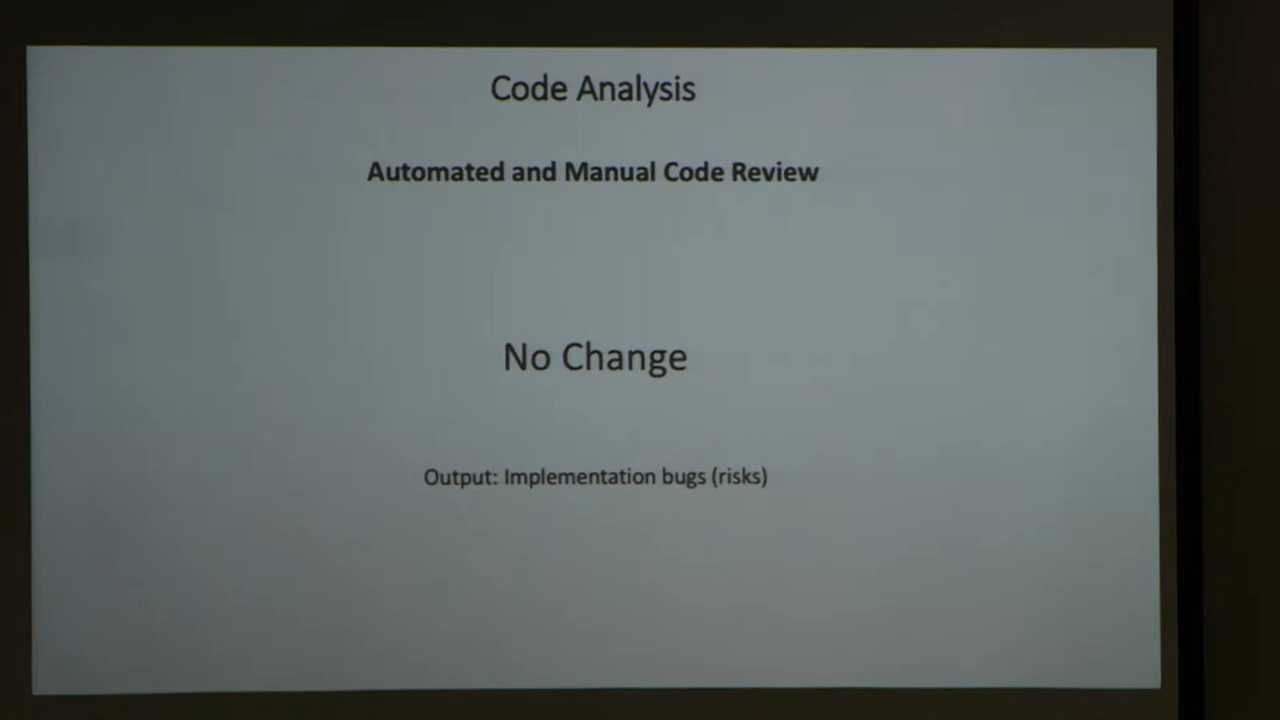 Code Analysis
Automated and Manual Code Review
No Change
Output: Implementation bugs (risks)